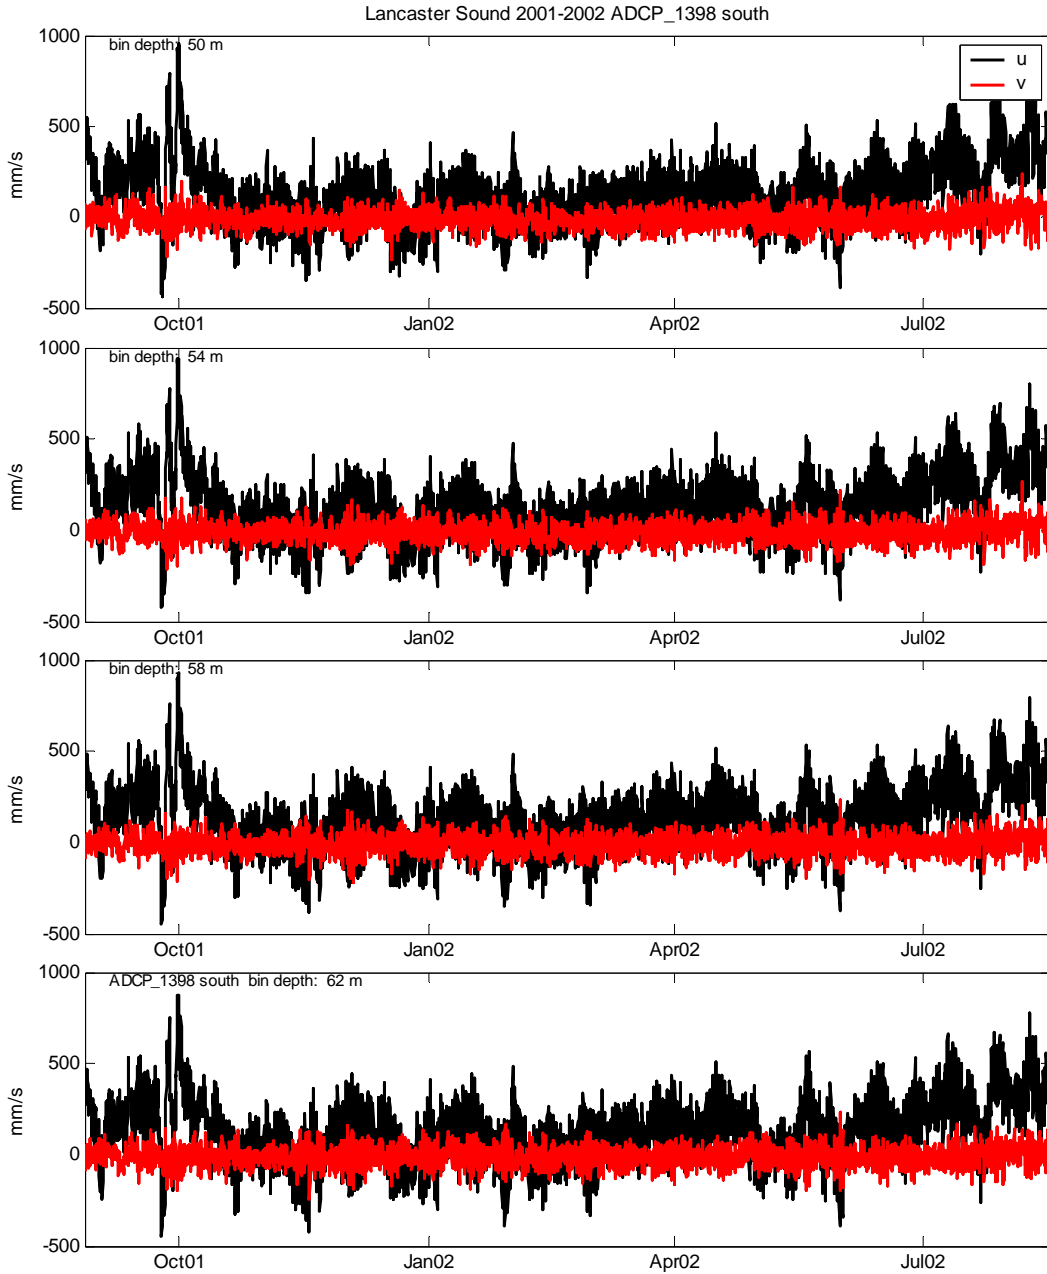 Lancaster Sound 2001-2002 ADCP_1398 south
1000
bin depth: 50 m
u
v
500
mm/s
0
-500
Oct01 Jan02 Apr02 Jul02
1000
bin depth: 54 m
500
mm/s
0
-500
Oct01 Jan02 Apr02 Jul02
1000
bin depth: 58 m
500
mm/s
0
-500
Oct01 Jan02 Apr02 Jul02
1000
ADCP_1398 south bin depth: 62 m
500
mm/s
0
-500
Oct01 Jan02 Apr02 Jul02